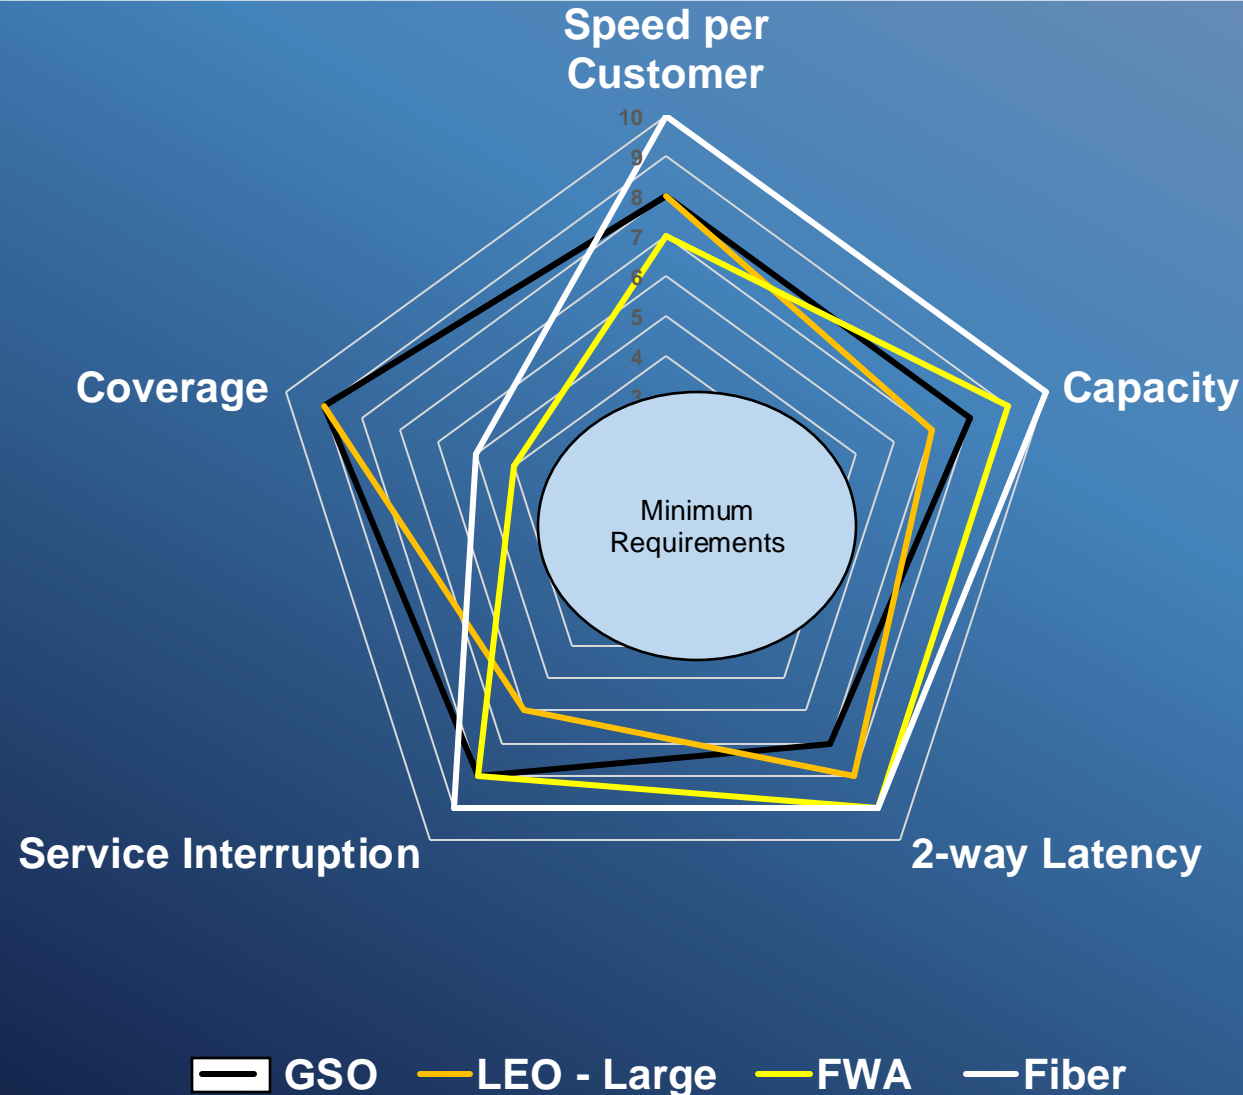 Speed per
Customer
10
9
8
7
6
5
4
3
Coverage
Capacity
Minimum
Requirements
Service Interruption
2-way Latency
GSO
LEO - Large
FWA
Fiber